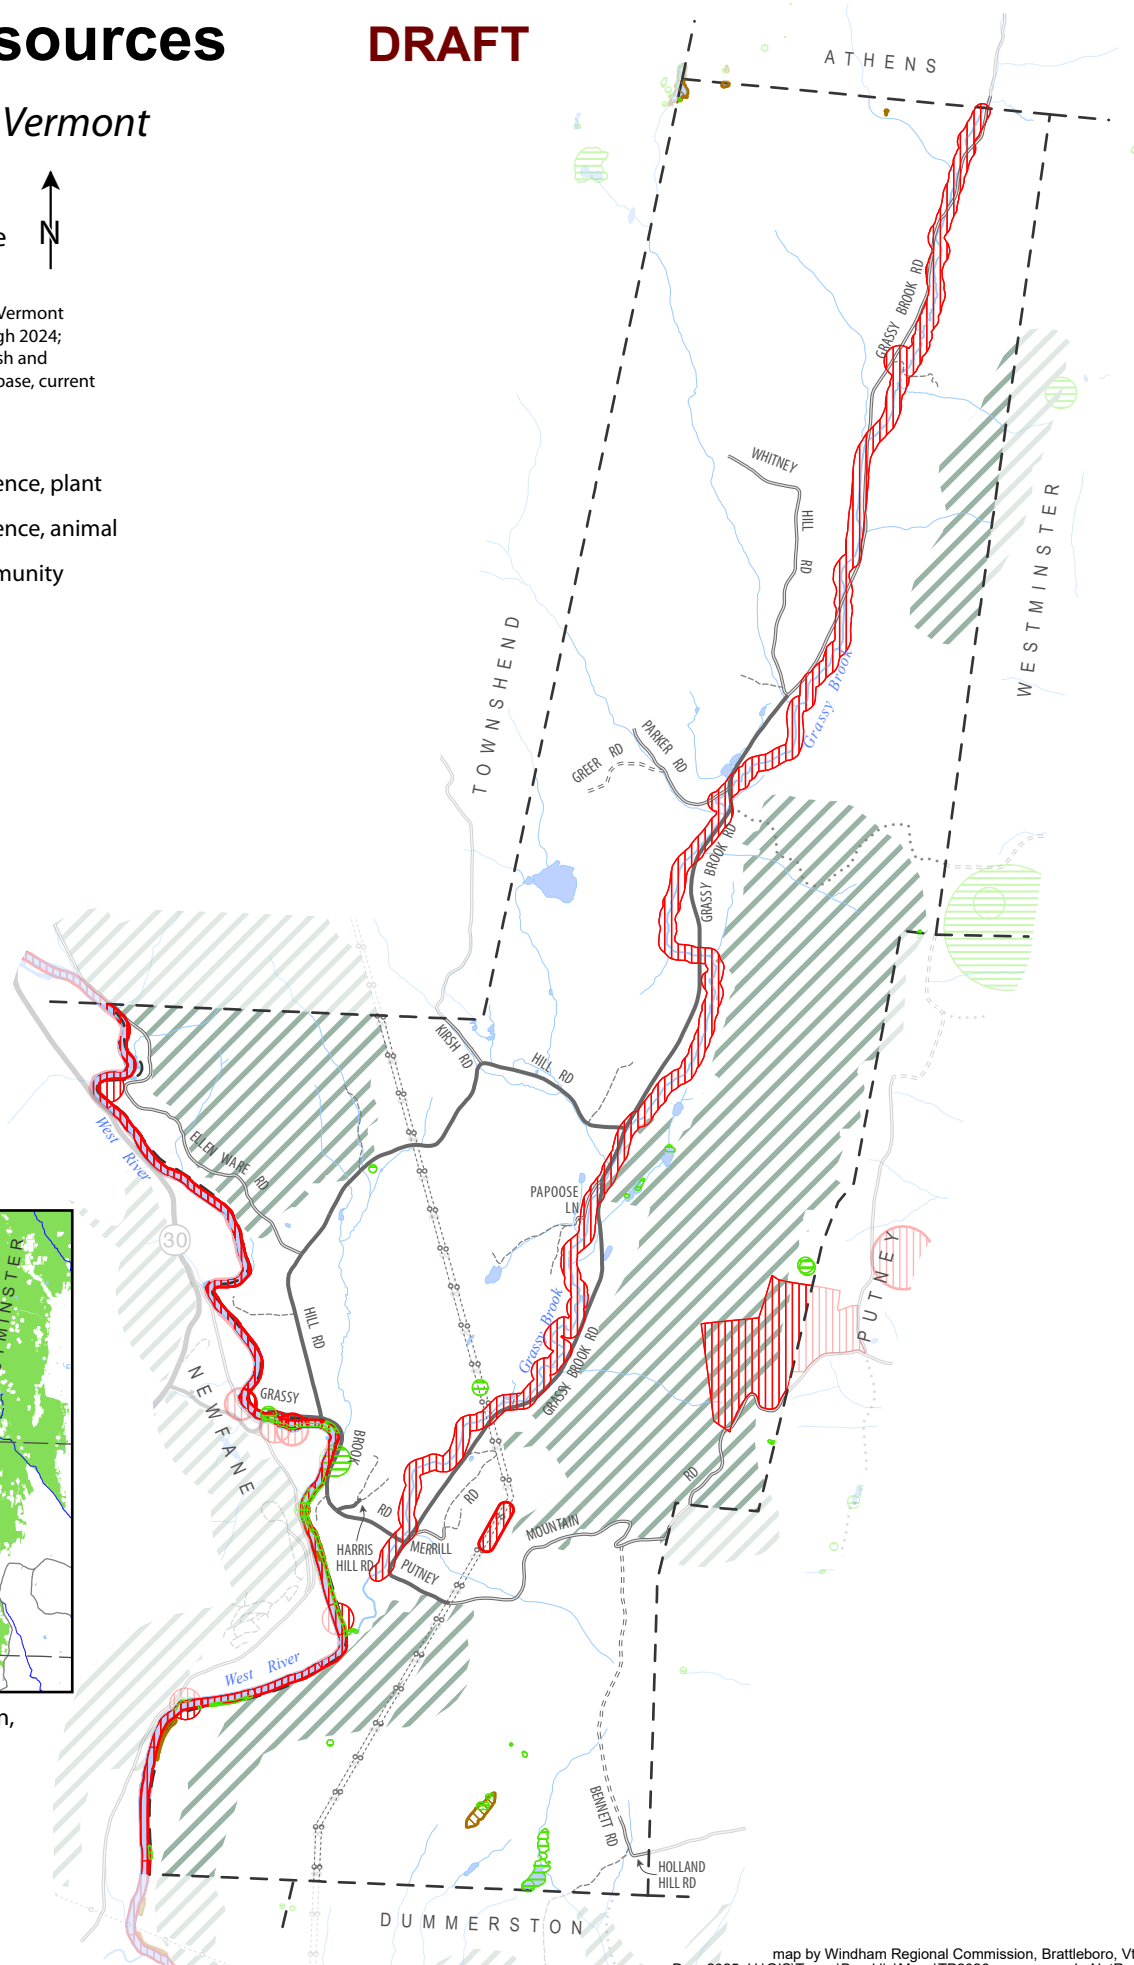 sources
DRAFT
Vermont
N
e
Vermont
gh 2024;
sh and
base, current
ence, plant
ence, animal
munity
ATHENS
GRASSY BROOK RD
WHITNEY
HILL
RD
WESTMINSTER
TOWNSHEND
Grassy Brook
PARKER RD
GREER RD
GRASSY BROOK RD
KIRSH RD
HILL RD
West River
ELLEN WARE RD
PAPOOSE
LN
30
PUTNEY
HILL RD
Grassy Brook
GRASSY BROOK RD
NEWFANE
GRASSY
BROOK
RD
RD
RD
MOUNTAIN
HARRIS
HILL RD
MERRILL
PUTNEY
West River
n,
BENNETT RD
HOLLAND
HILL RD
DUMMERSTON
map by Windham Regional Commission, Brattleboro, Vt